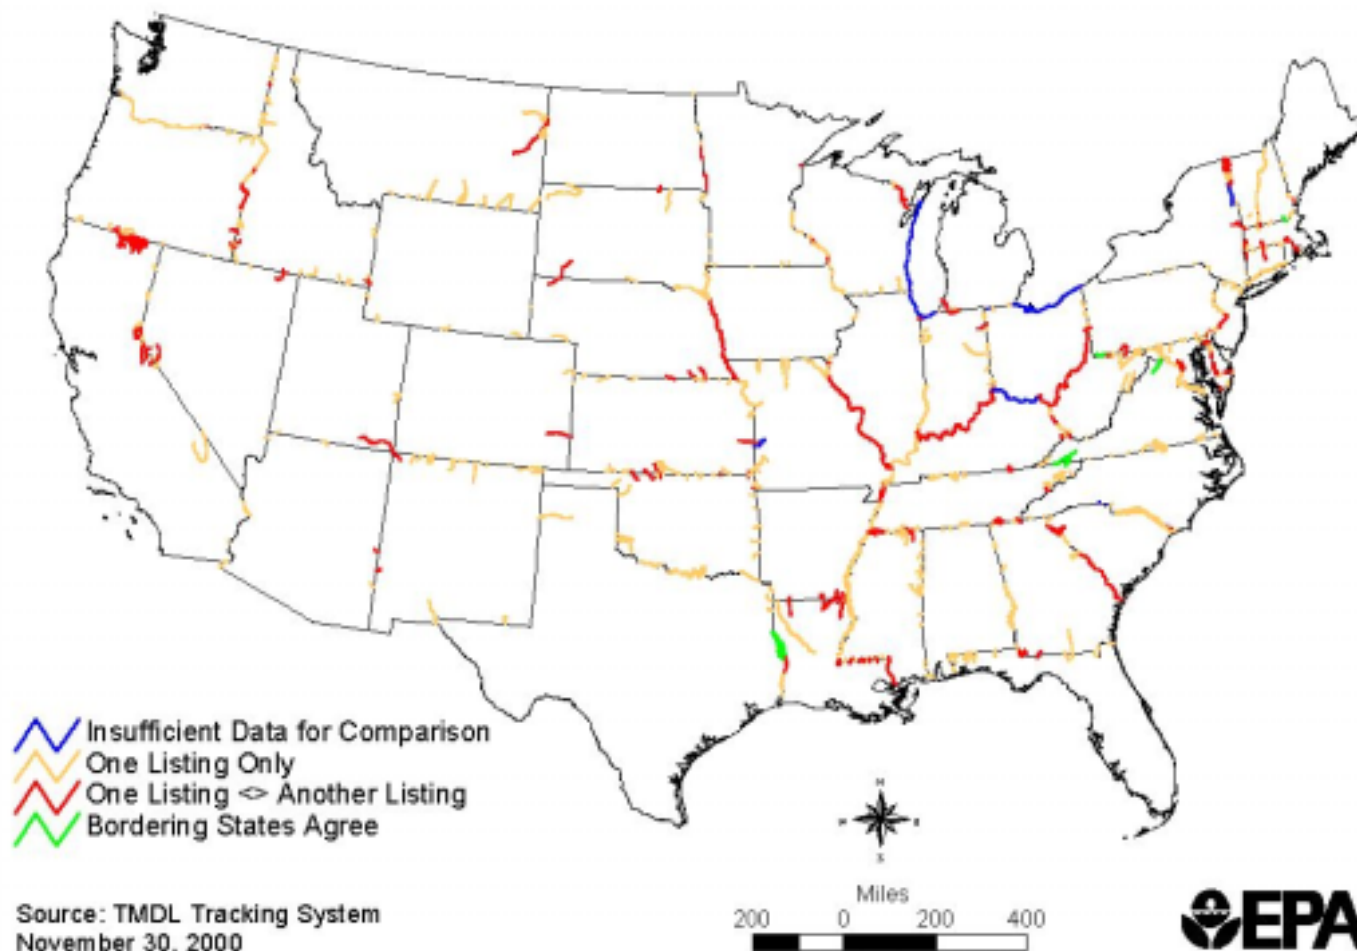 Insufficient Data for Comparison
One Listing Only
One Listing <> Another Listing
Bordering States Agree
N
S
Miles
200 0 200 400
Source: TMDL Tracking System
November 30, 2000
EPA